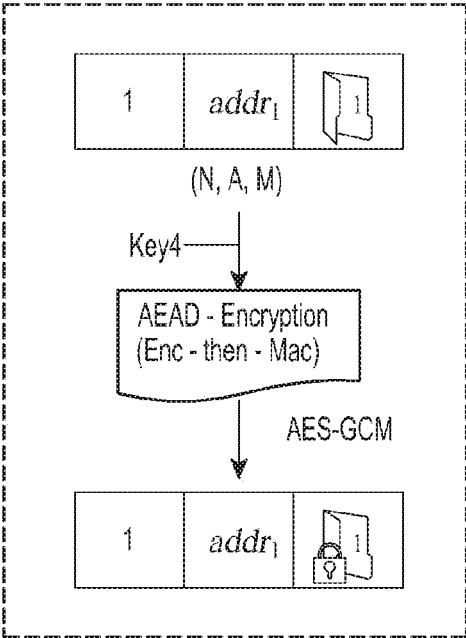 1 addr₁ 1
(N, A, M)
Key4
AEAD - Encryption
(Enc - then - Mac)
AES-GCM
1 addr₁ 1